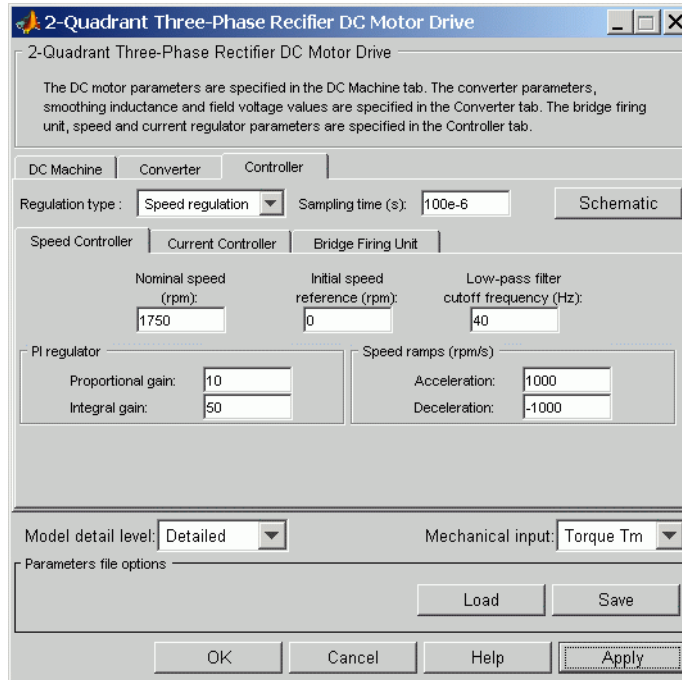 2-Quadrant Three-Phase Recifier DC Motor Drive
2-Quadrant Three-Phase Rectifier DC Motor Drive
The DC motor parameters are specified in the DC Machine tab. The converter parameters,
smoothing inductance and field voltage values are specified in the Converter tab. The bridge firing
unit, speed and current regulator parameters are specified in the Controller tab.
DC Machine Converter Controller
Regulation type : Speed regulation Sampling time (s): 100e-6 Schematic
Speed Controller Current Controller Bridge Firing Unit
Nominal speed Initial speed Low-pass filter
(rpm): reference (rpm): cutoff frequency (Hz):
1750 0 40
PI regulator Speed ramps (rpm/s)
Proportional gain: 10 Acceleration: 1000
Integral gain: 50 Deceleration: -1000
Model detail level: Detailed Mechanical input: Torque Tm
Parameters file options
Load Save
OK Cancel Help Apply